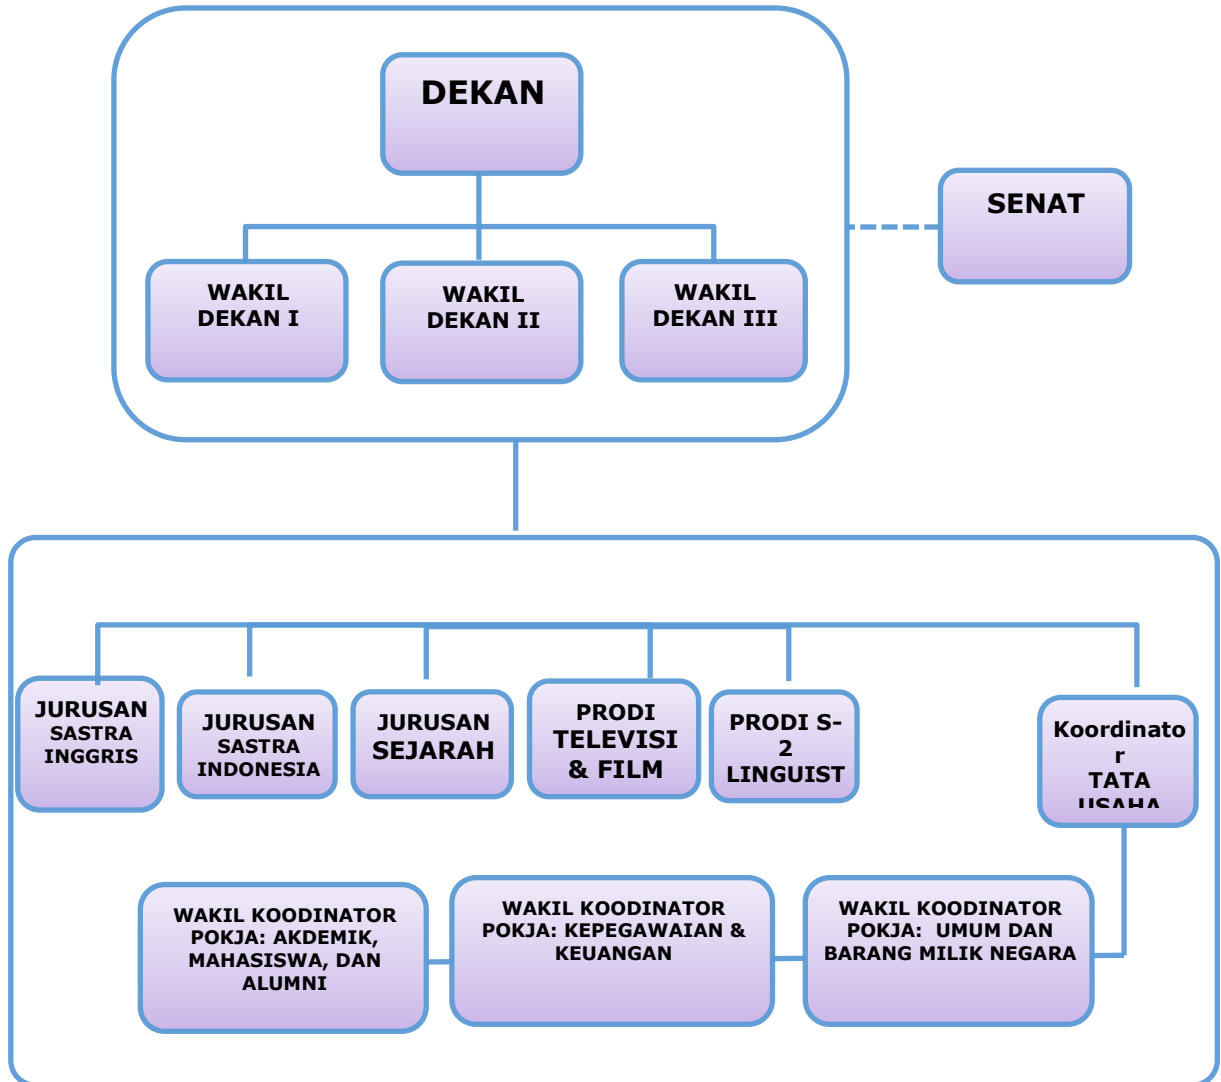 DEKAN
SENAT
WAKIL
DEKAN I
WAKIL
DEKAN II
WAKIL
DEKAN III
JURUSAN
SASTRA
INGGRIS
JURUSAN
SASTRA
INDONESIA
JURUSAN
SEJARAH
PRODI
TELEVISI
& FILM
PRODI S-
2
LINGUIST
Koordinato
r
TATA
USAHA
WAKIL KOODINATOR
POKJA: AKDEMIK,
MAHASISWA, DAN
ALUMNI
WAKIL KOODINATOR
POKJA: KEPEGAWAIAN &
KEUANGAN
WAKIL KOODINATOR
POKJA: UMUM DAN
BARANG MILIK NEGARA